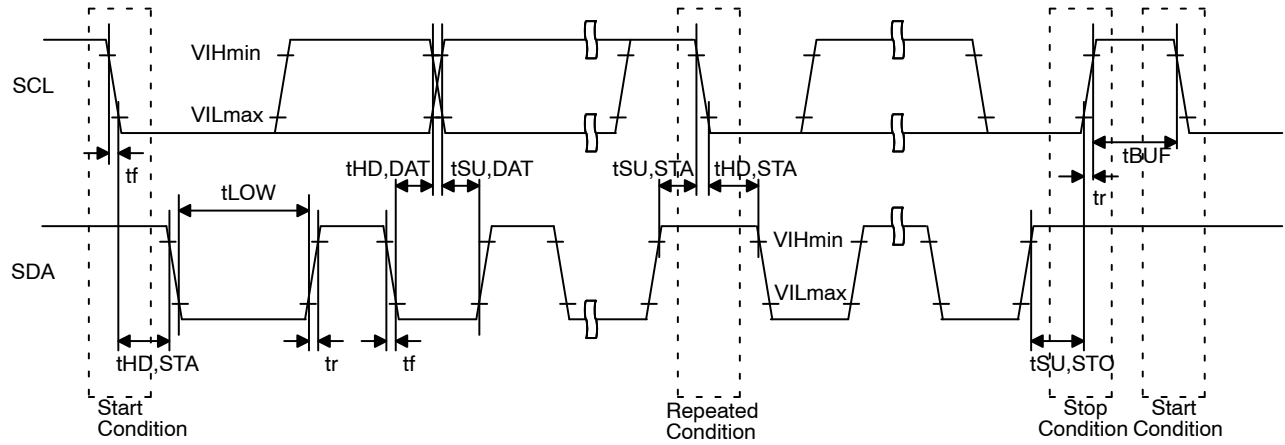 VIHmin
SCL
VILmax
tf
tHD,DAT
tSU,DAT
tSU,STA
tHD,STA
tBUF
tr
tLOW
SDA
VIHmin
VILmax
tHD,STA
tr
tf
tSU,STO
Start
Condition
Repeated
Condition
Stop
Condition
Start
Condition